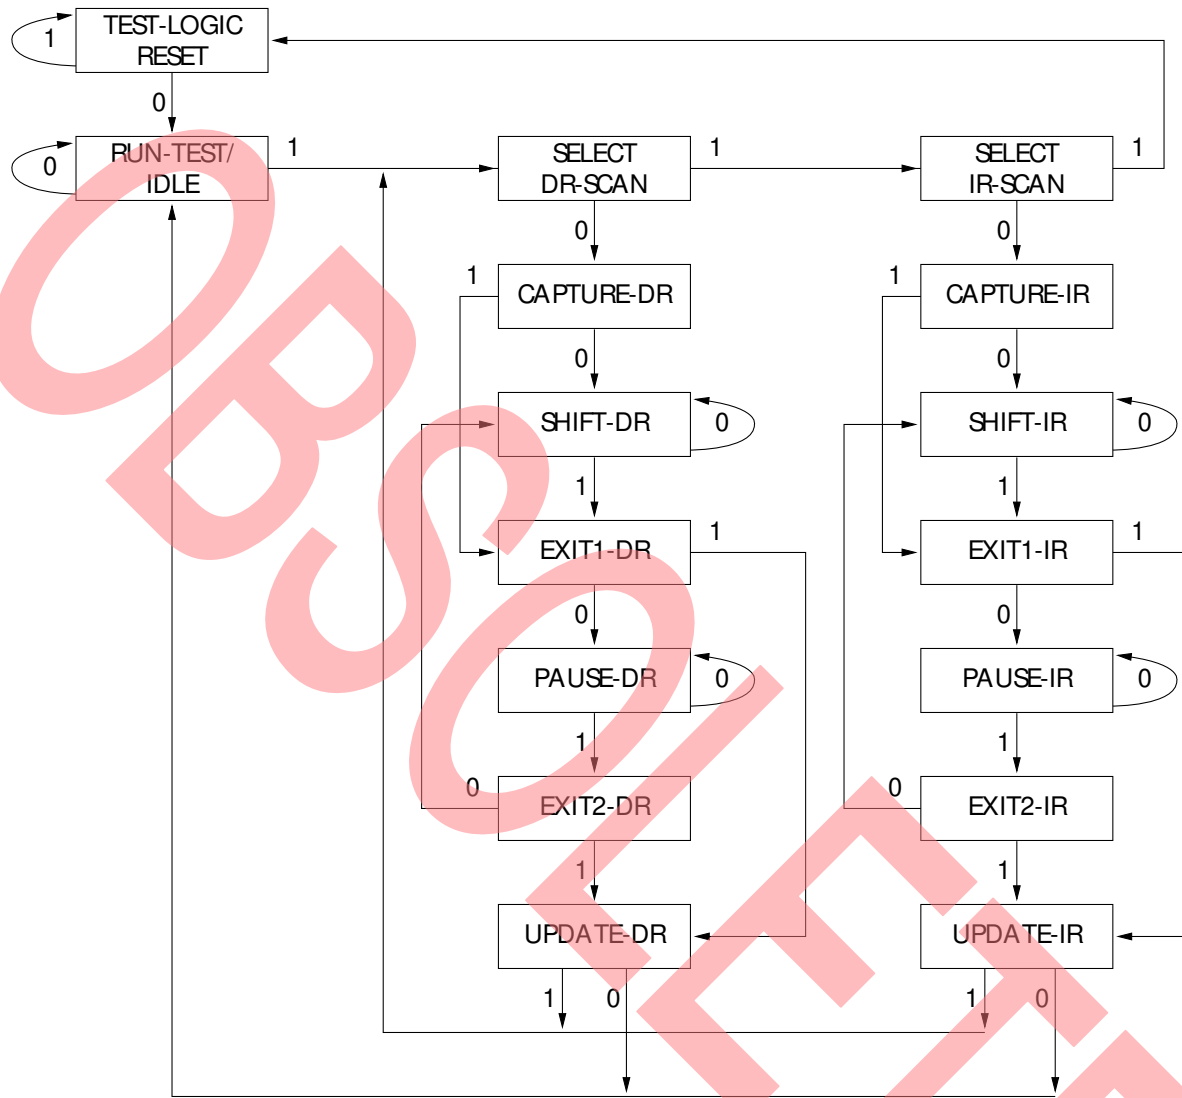 TEST-LOGIC
RESET
1
0
RUN-TEST/
IDLE
0
1
SELECT
DR-SCAN
1
SELECT
IR-SCAN
1
0
0
1
CAPTURE-DR
1
CAPTURE-IR
0
0
SHIFT-DR
0
SHIFT-IR
0
1
1
EXIT1-DR
1
EXIT1-IR
1
0
0
PAUSE-DR
0
PAUSE-IR
0
1
1
0
EXIT2-DR
0
EXIT2-IR
1
1
UPDATE-DR
UPDATE-IR
1
0
1
0
OBSOLETE